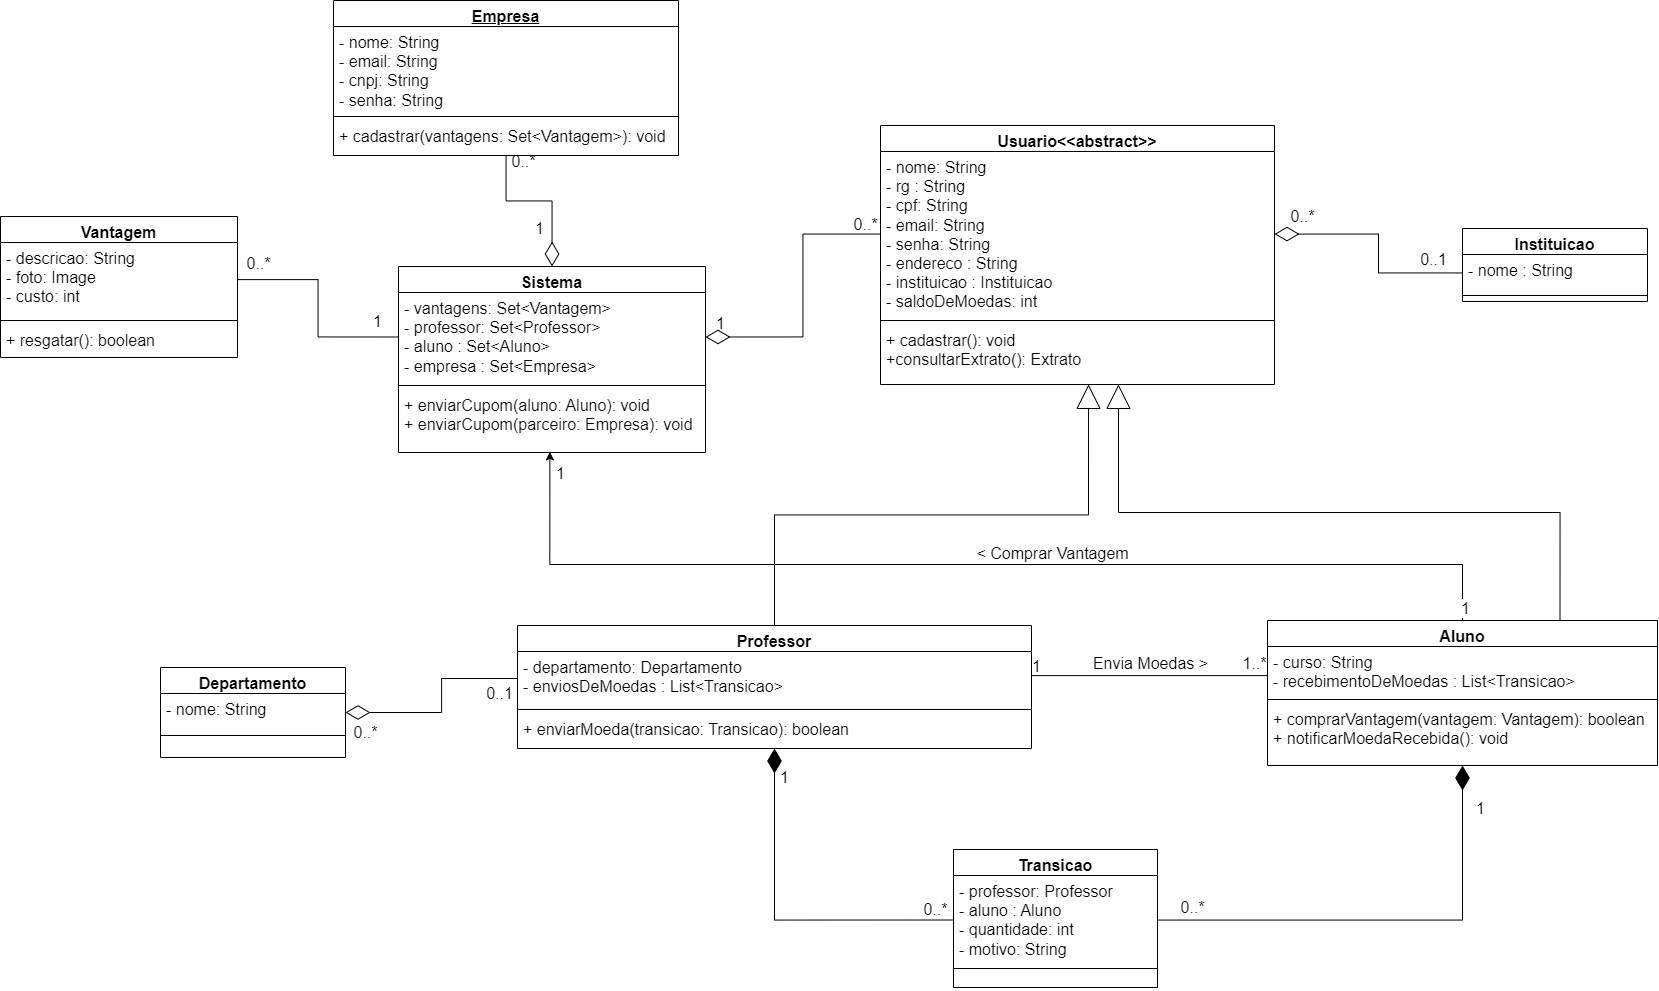 Empresa
- nome: String
- email: String
- cnpj: String
- senha: String
+ cadastrar(vantagens: Set<Vantagem>): void
0..*
1
Vantagem
- descricao: String
- foto: Image
- custo: int
+ resgatar(): boolean
0..*
1
Sistema
- vantagens: Set<Vantagem>
- professor: Set<Professor>
- aluno : Set<Aluno>
- empresa : Set<Empresa>
+ enviarCupom(aluno: Aluno): void
+ enviarCupom(parceiro: Empresa): void
1
0..*
Usuario<<abstract>>
- nome: String
- rg : String
- cpf: String
- email: String
- senha: String
- endereco : String
- instituicao : Instituicao
- saldoDeMoedas: int
+ cadastrar(): void
+consultarExtrato(): Extrato
0..*
0..1
Instituicao
- nome : String
1
< Comprar Vantagem
1
Departamento
- nome: String
0..*
0..1
Professor
- departamento: Departamento
- enviosDeMoedas : List<Transicao>
+ enviarMoeda(transicao: Transicao): boolean
1
Envia Moedas >
1..*
Aluno
- curso: String
- recebimentoDeMoedas : List<Transicao>
+ comprarVantagem(vantagem: Vantagem): boolean
+ notificarMoedaRecebida(): void
1
1
0..*
0..*
Transicao
- professor: Professor
- aluno : Aluno
- quantidade: int
- motivo: String